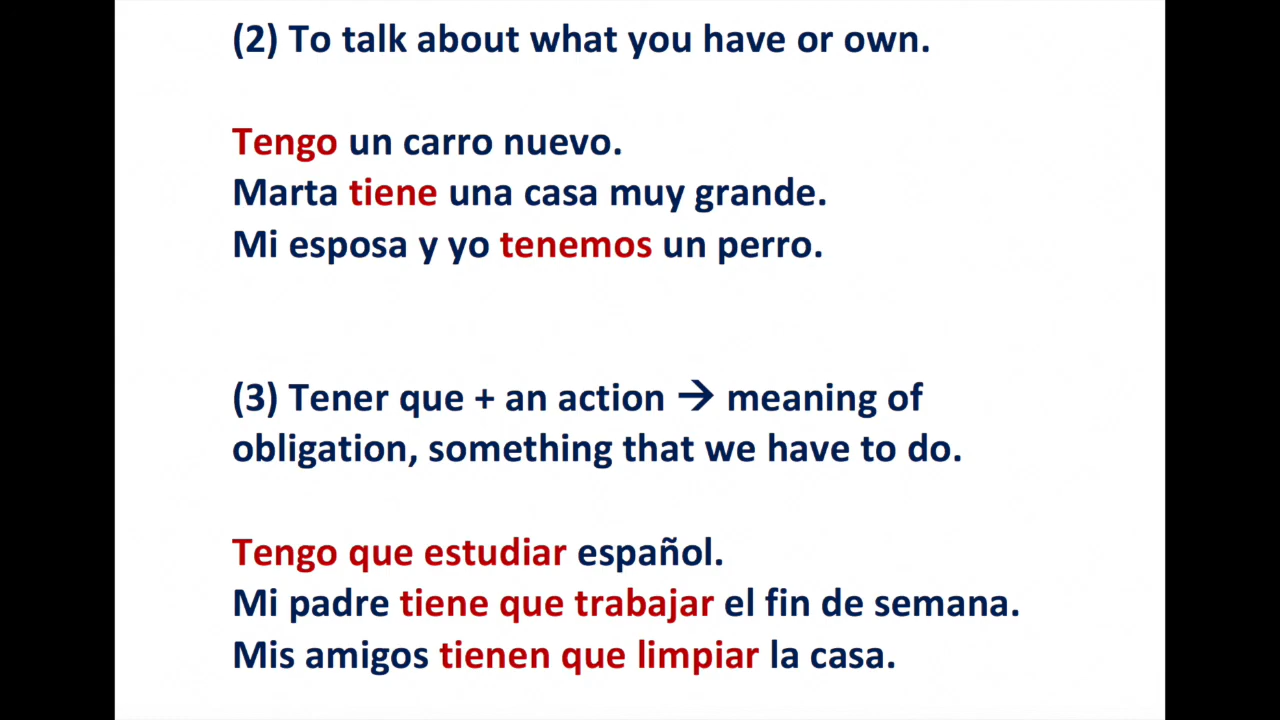 (2) To talk about what you have or own.
Tengo un carro nuevo.
Marta tiene una casa muy grande.
Mi esposa y yo tenemos un perro.
(3) Tener que + an action → meaning of
obligation, something that we have to do.
Tengo que estudiar español.
Mi padre tiene que trabajar el fin de semana.
Mis amigos tienen que limpiar la casa.